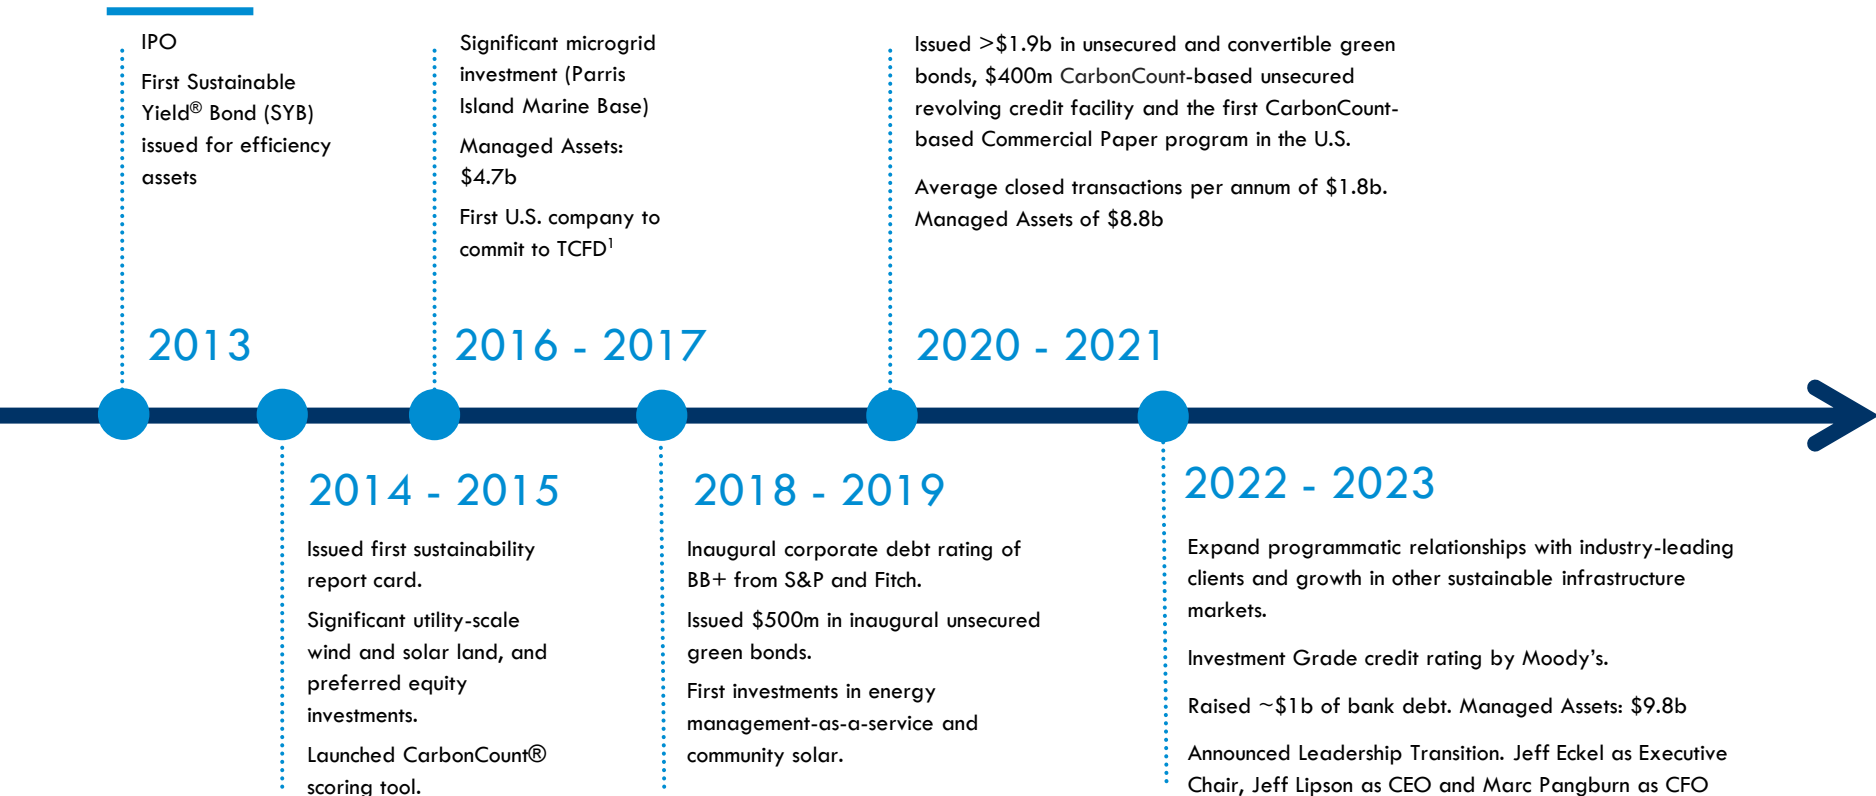 IPO
First Sustainable
Yield® Bond (SYB)
issued for efficiency
assets
2013
Significant microgrid
investment (Parris
Island Marine Base)
Managed Assets:
$4.7b
First U.S. company to
commit to TCFD¹
2016 - 2017
Issued >$1.9b in unsecured and convertible green
bonds, $400m CarbonCount-based unsecured
revolving credit facility and the first CarbonCount-
based Commercial Paper program in the U.S.
Average closed transactions per annum of $1.8b.
Managed Assets of $8.8b
2020 - 2021
2014 - 2015
Issued first sustainability
report card.
Significant utility-scale
wind and solar land, and
preferred equity
investments.
Launched CarbonCount®
scoring tool.
2018 - 2019
Inaugural corporate debt rating of
BB+ from S&P and Fitch.
Issued $500m in inaugural unsecured
green bonds.
First investments in energy
management-as-a-service and
community solar.
2022 - 2023
Expand programmatic relationships with industry-leading
clients and growth in other sustainable infrastructure
markets.
Investment Grade credit rating by Moody’s.
Raised ~$1b of bank debt. Managed Assets: $9.8b
Announced Leadership Transition. Jeff Eckel as Executive
Chair, Jeff Lipson as CEO and Marc Pangburn as CFO